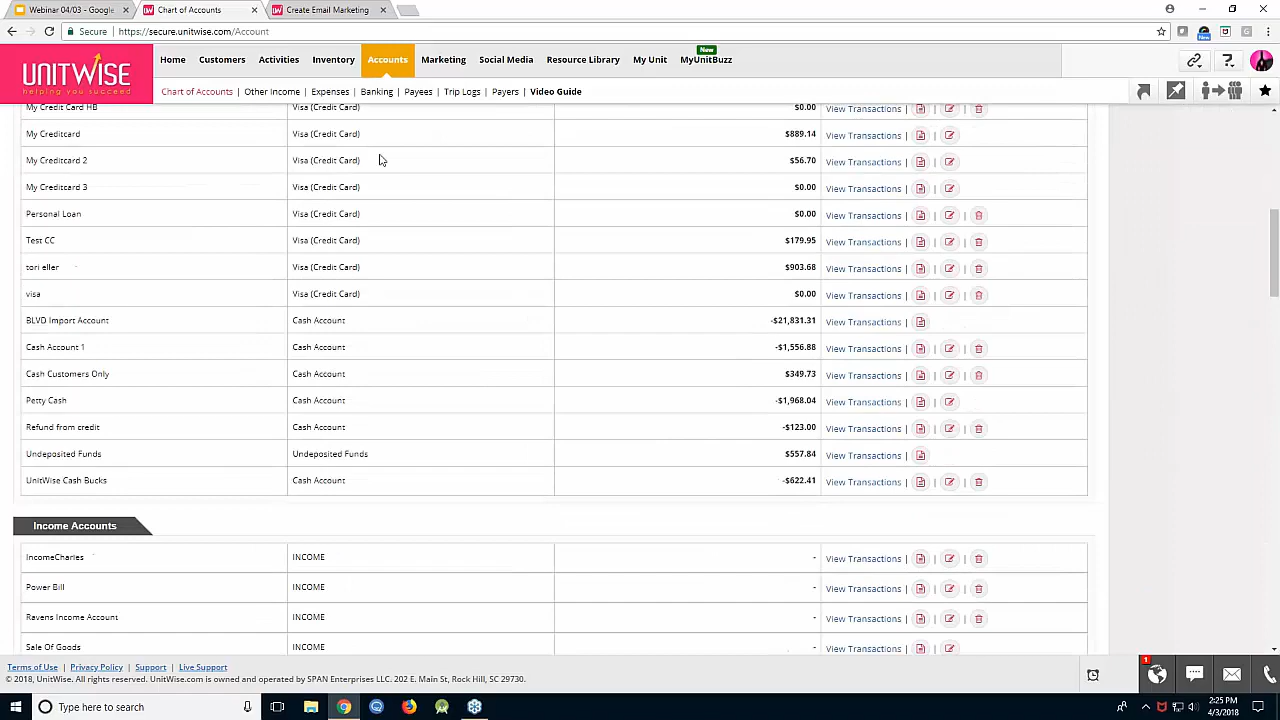 Webinar 04/03 - Google
Chart of Accounts
Create Email Marketing
Secure https://secure.unitwise.com/Account
New
UNITWISE
helping you succeed
Home Customers Activities Inventory Accounts Marketing Social Media Resource Library My Unit MyUnitBuzz
New
Chart of Accounts Other Income Expenses Banking Payees Trip Logs Payers Video Guide
My Credit Card HB Visa (Credit Card) $0.00 View Transactions | | |
My Creditcard Visa (Credit Card) $889.14 View Transactions | |
My Creditcard 2 Visa (Credit Card) $56.70 View Transactions | |
My Creditcard 3 Visa (Credit Card) $0.00 View Transactions | |
Personal Loan Visa (Credit Card) $0.00 View Transactions | | |
Test CC Visa (Credit Card) $179.95 View Transactions | | |
tori eller Visa (Credit Card) $903.68 View Transactions | | |
visa Visa (Credit Card) $0.00 View Transactions | | |
BLVD Import Account Cash Account -$21,831.31 View Transactions |
Cash Account 1 Cash Account -$1,556.88 View Transactions | | |
Cash Customers Only Cash Account $349.73 View Transactions | | |
Petty Cash Cash Account -$1,968.04 View Transactions | |
Refund from credit Cash Account -$123.00 View Transactions | | |
Undeposited Funds Undeposited Funds $557.84 View Transactions |
UnitWise Cash Bucks Cash Account -$622.41 View Transactions | | |
Income Accounts
IncomeCharles INCOME - View Transactions | | |
Power Bill INCOME - View Transactions | | |
Ravens Income Account INCOME - View Transactions | | |
Sale Of Goods INCOME - View Transactions | | |
Terms of Use | Privacy Policy | Support | Live Support
© 2018, UnitWise. All rights reserved. UnitWise.com is owned and operated by SPAN Enterprises LLC. 202 E. Main St, Rock Hill, SC 29730.
1
Type here to search
2:25 PM
4/3/2018